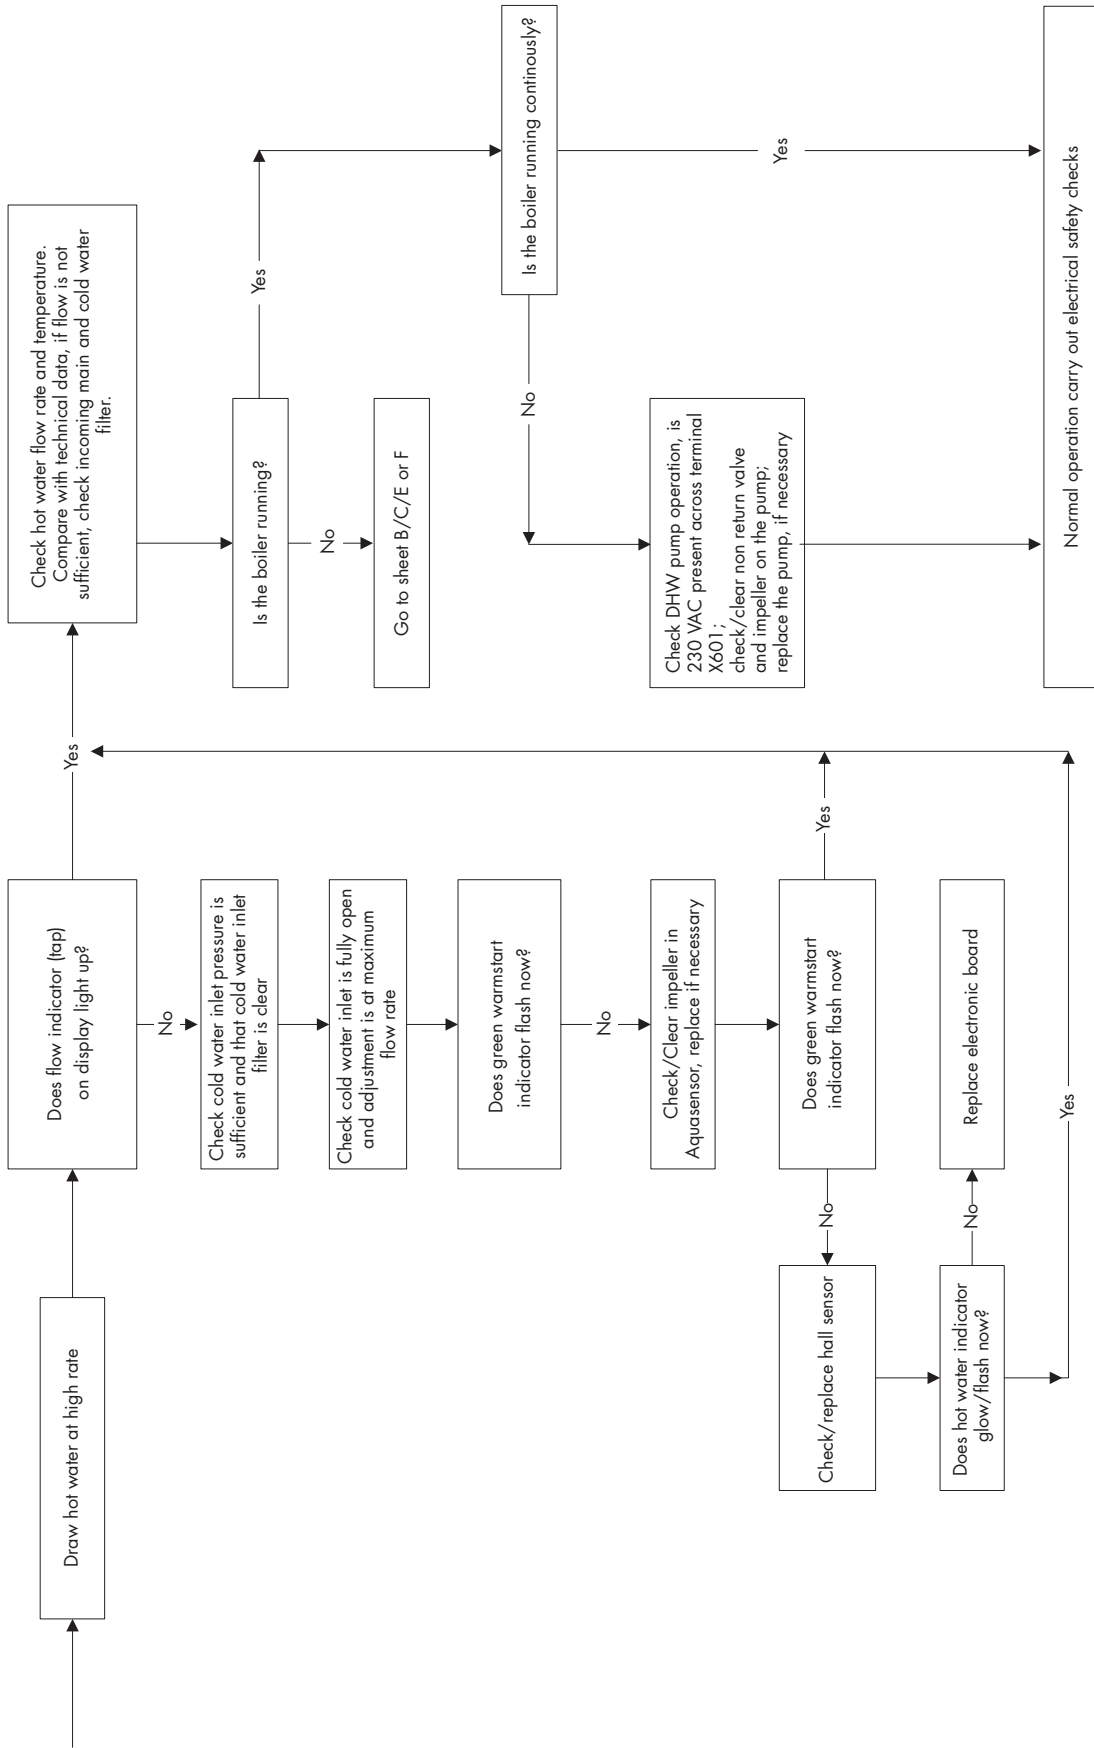 Draw hot water at high rate
Does flow indicator (tap)
on display light up?
Yes
Check hot water flow rate and temperature.
Compare with technical data, if flow is not
sufficient, check incoming main and cold water
filter.
No
Check cold water inlet pressure is
sufficient and that cold water inlet
filter is clear
Check cold water inlet is fully open
and adjustment is at maximum
flow rate
Does green warmstart
indicator flash now?
No
Check/Clear impeller in
Aquasensor, replace if necessary
Does green warmstart
indicator flash now?
Yes
No
Check/replace hall sensor
Does hot water indicator
glow/flash now?
No
Replace electronic board
Yes
Is the boiler running?
Yes
No
Go to sheet B/C/E or F
Is the boiler running continously?
No
Yes
Check DHW pump operation, is
230 VAC present across terminal
X601;
check/clear non return valve
and impeller on the pump;
replace the pump, if necessary
Normal operation carry out electrical safety checks